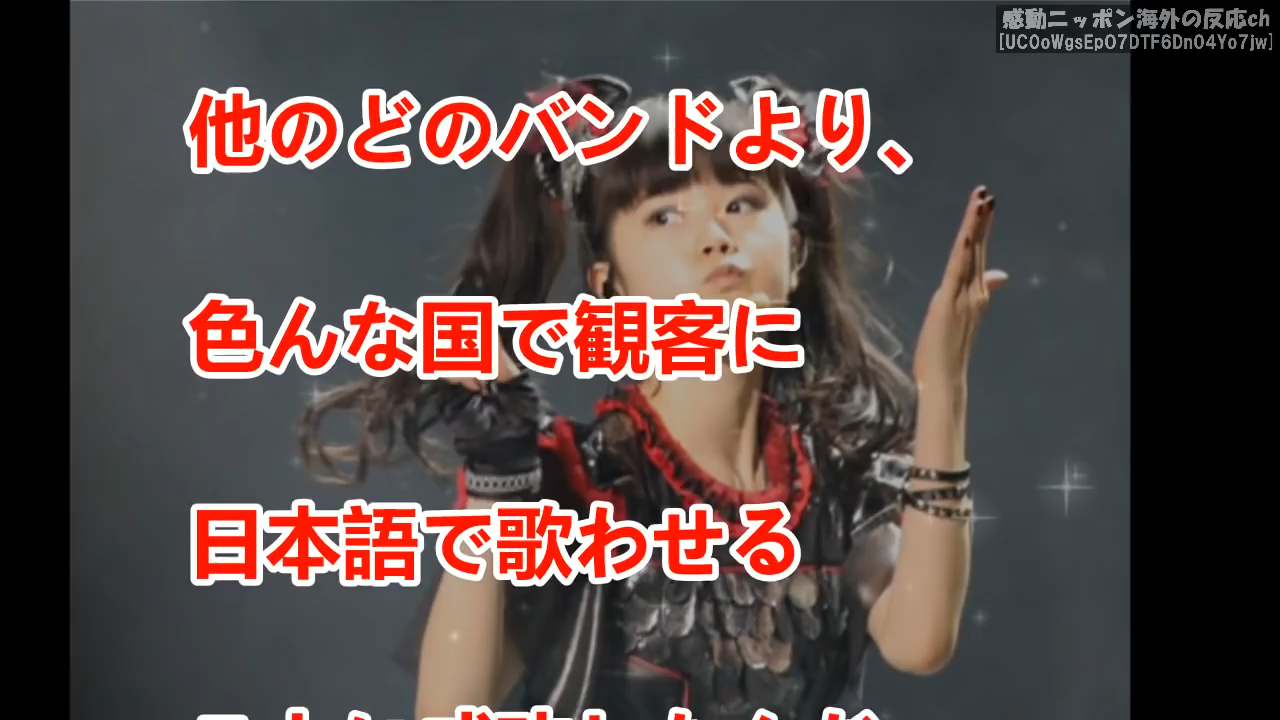 感動ニッポン海外の反応ch
[UCOoWgsEpO7DTF6DnO4Yo7jw]
他のどのバンドより、
色んな国で観客に
日本語で歌わせる